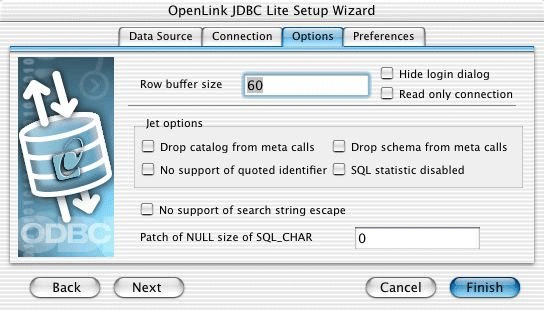 OpenLink JDBC Lite Setup Wizard
Data Source Connection Options Preferences
Row buffer size 60 Hide login dialog
Read only connection
Jet options
Drop catalog from meta calls Drop schema from meta calls
No support of quoted identifier SQL statistic disabled
No support of search string escape
Patch of NULL size of SQL_CHAR 0
ODBC
Back Next Cancel Finish